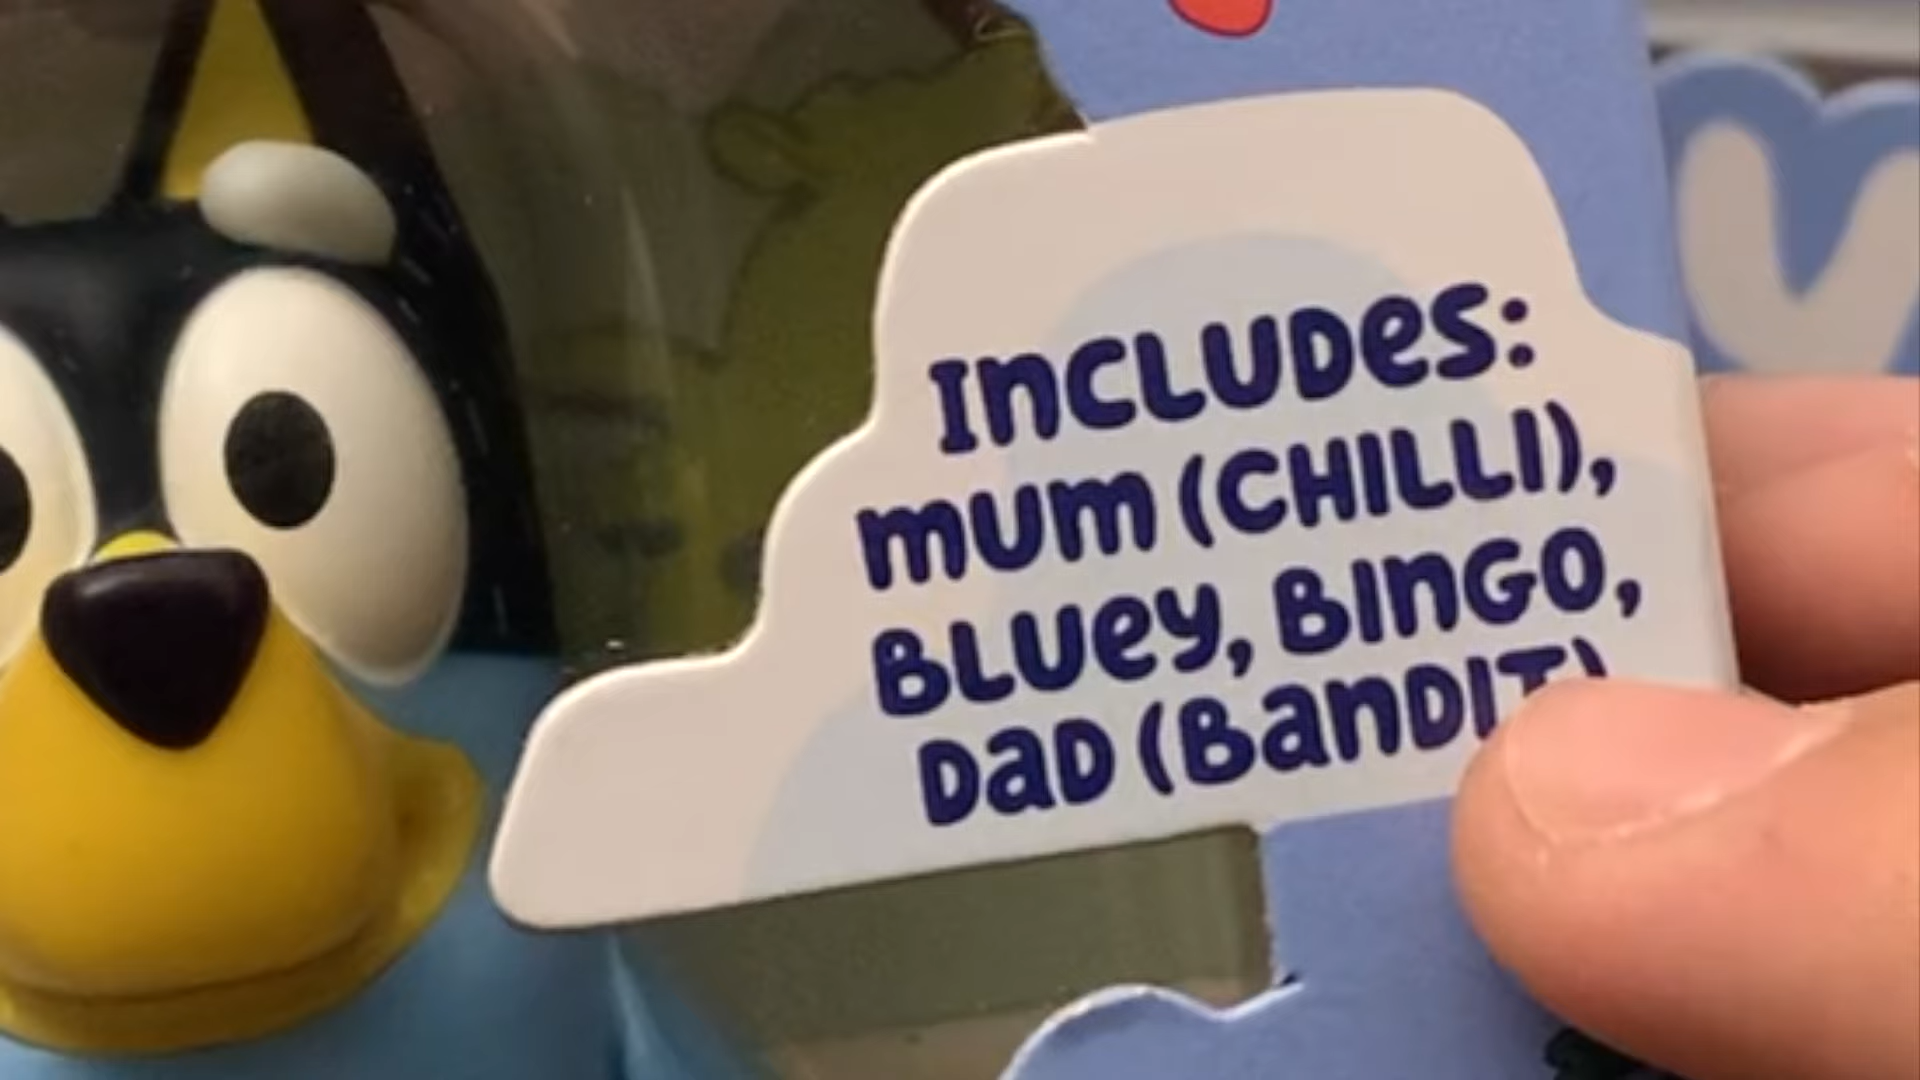 INCLUDES:
MUM (CHILLI),
BLUEY, BINGO,
DAD (BANDIT)